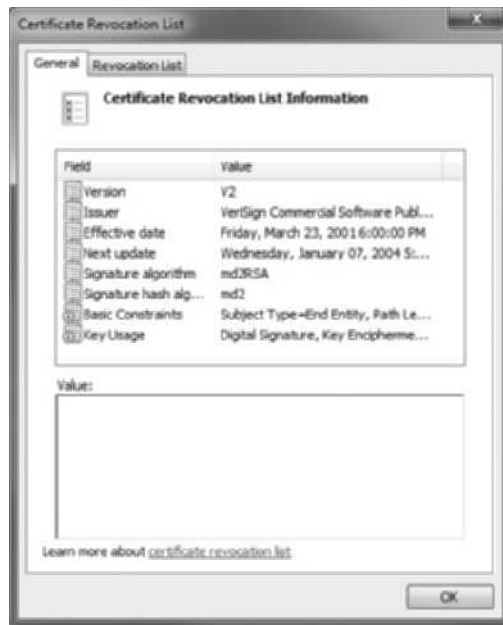 Certificate Revocation List
General Revocation List
Certificate Revocation List Information
Field Value
Version V2
Issuer VeriSign Commercial Software Publ...
Effective date Friday, March 23, 2001 6:00:00 PM
Next update Wednesday, January 07, 2004 5:...
Signature algorithm md2RSA
Signature hash alg... md2
Basic Constraints Subject Type=End Entity, Path Le...
Key Usage Digital Signature, Key Encipherme...
Value:
Learn more about certificate revocation list
OK